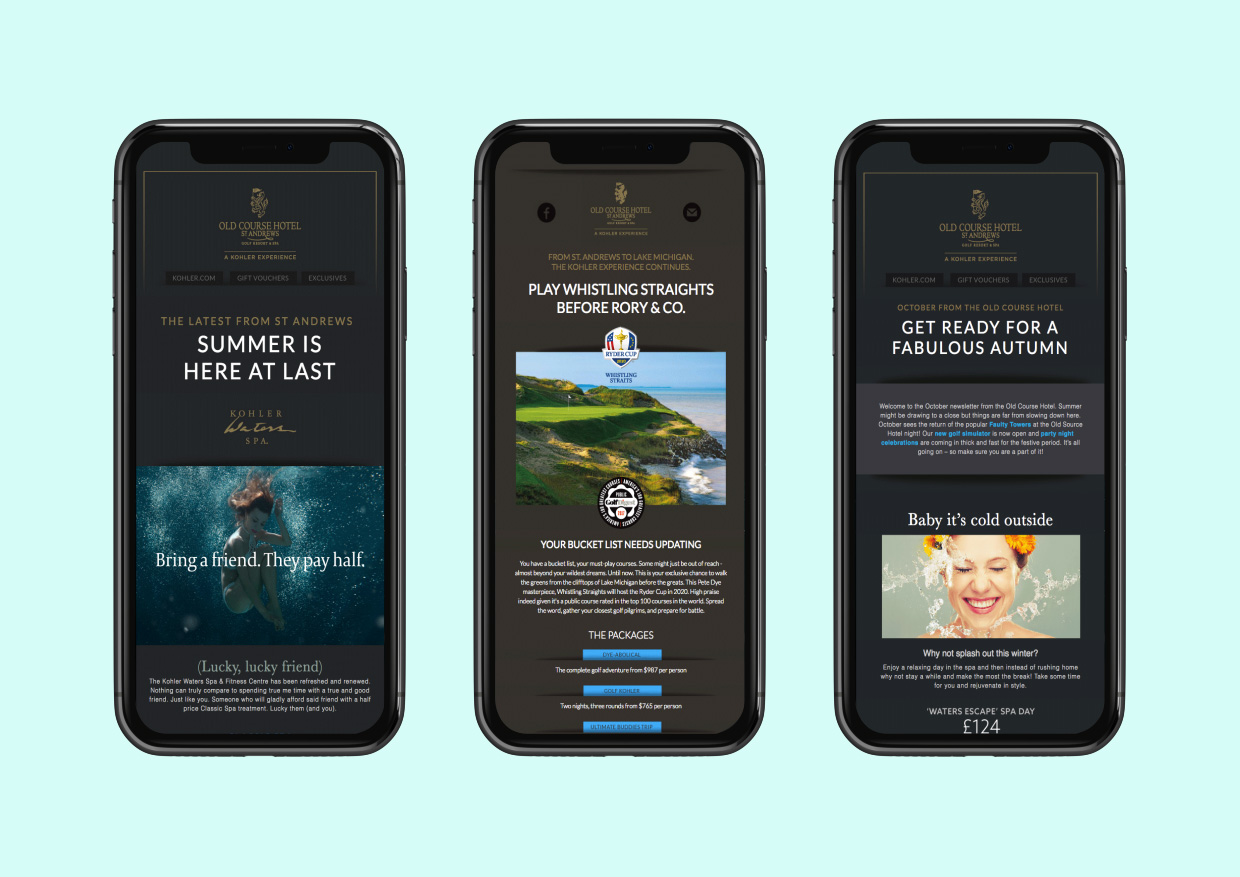 OLD COURSE HOTEL
ST ANDREWS
GOLF RESORT & SPA
A KOHLER EXPERIENCE
KOHLER.COM
GIFT VOUCHERS
EXCLUSIVES
THE LATEST FROM ST ANDREWS
SUMMER IS
HERE AT LAST
KOHLER
Waters
SPA.
Bring a friend. They pay half.
(Lucky, lucky friend)
The Kohler Waters Spa & Fitness Centre has been refreshed and renewed.
Nothing can truly compare to spending true me time with a true and good
friend. Just like you. Someone who will gladly afford said friend with a half
price Classic Spa treatment. Lucky them (and you).
OLD COURSE HOTEL
ST ANDREWS
GOLF RESORT & SPA
A KOHLER EXPERIENCE
FROM ST. ANDREWS TO LAKE MICHIGAN.
THE KOHLER EXPERIENCE CONTINUES.
PLAY WHISTLING STRAIGHTS
BEFORE RORY & CO.
RYDER CUP
WHISTLING
STRAITS
PUBLIC
GolfDigest
YOUR BUCKET LIST NEEDS UPDATING
You have a bucket list, your must-play courses. Some might just be out of reach -
almost beyond your wildest dreams. Until now. This is your exclusive chance to walk
the greens from the clifftops of Lake Michigan before the greats. This Pete Dye
masterpiece, Whistling Straights will host the Ryder Cup in 2020. High praise
indeed given it's a public course rated in the top 100 courses in the world. Spread
the word, gather your closest golf pilgrims, and prepare for battle.
THE PACKAGES
DYE-ABOLICAL
The complete golf adventure from $987 per person
GOLF KOHLER
Two nights, three rounds from $765 per person
ULTIMATE BUDDIES TRIP
OLD COURSE HOTEL
ST ANDREWS
GOLF RESORT & SPA
A KOHLER EXPERIENCE
KOHLER.COM
GIFT VOUCHERS
EXCLUSIVES
OCTOBER FROM THE OLD COURSE HOTEL
GET READY FOR A
FABULOUS AUTUMN
Welcome to the October newsletter from the Old Course Hotel. Summer
might be drawing to a close but things are far from slowing down here.
October sees the return of the popular Faulty Towers at the Old Source
Hotel night! Our new golf simulator is now open and party night
celebrations are coming in thick and fast for the festive period. It's all
going on – so make sure you are a part of it!
Baby it's cold outside
Why not splash out this winter?
Enjoy a relaxing day in the spa and then instead of rushing home
why not stay a while and make the most the break! Take some time
for you and rejuvenate in style.
'WATERS ESCAPE' SPA DAY
£124